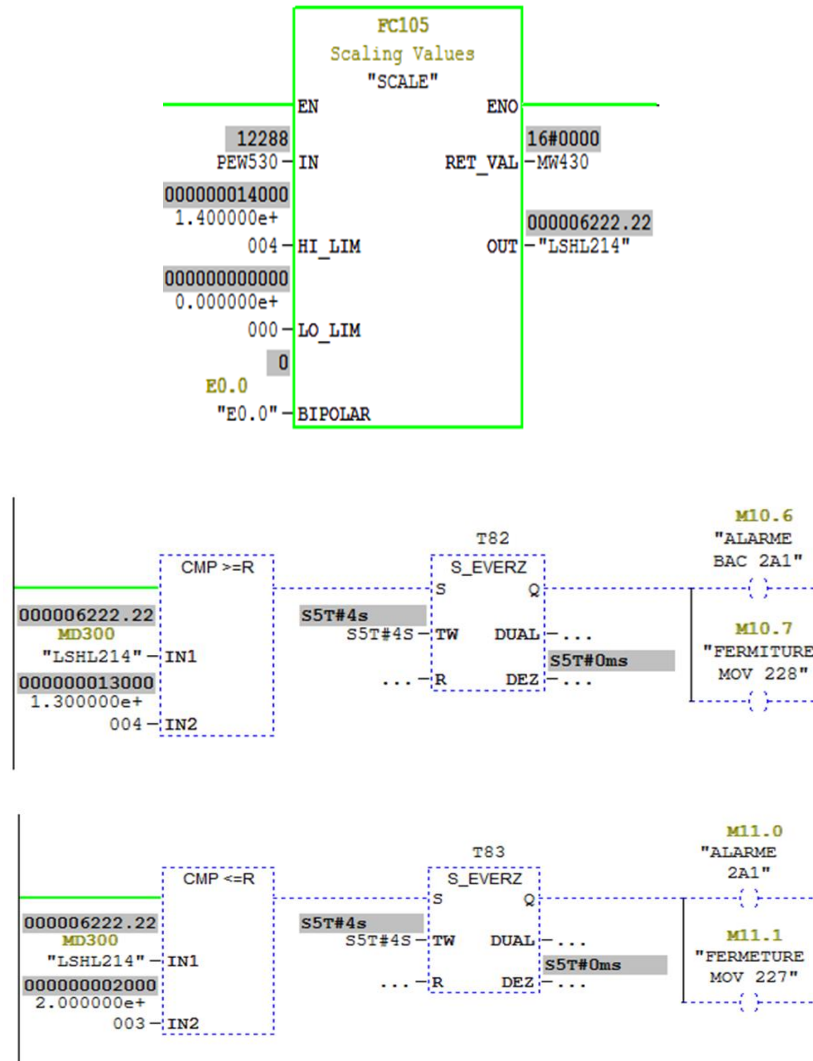 FC105
Scaling Values
"SCALE"
EN ENO
12288 16#0000
PEW530 IN RET_VAL MW430
000000014000
1.400000e+ 000006222.22
004 HI_LIM OUT "LSHL214"
000000000000
0.000000e+
000 LO_LIM
0
E0.0
"E0.0" BIPOLAR
M10.6
T82 "ALARME
CMP >=R S_EVERZ BAC 2A1"
S Q ( )
000006222.22 S5T#4s
MD300 S5T#4S TW DUAL ... M10.7
"LSHL214" IN1 S5T#0ms "FERMITURE
000000013000 ... R DEZ ... MOV 228"
1.300000e+ ( )
004 IN2
M11.0
T83 "ALARME
CMP <=R S_EVERZ 2A1"
S Q ( )
000006222.22 S5T#4s
MD300 S5T#4S TW DUAL ... M11.1
"LSHL214" IN1 S5T#0ms "FERMETURE
000000002000 ... R DEZ ... MOV 227"
2.000000e+ ( )
003 IN2